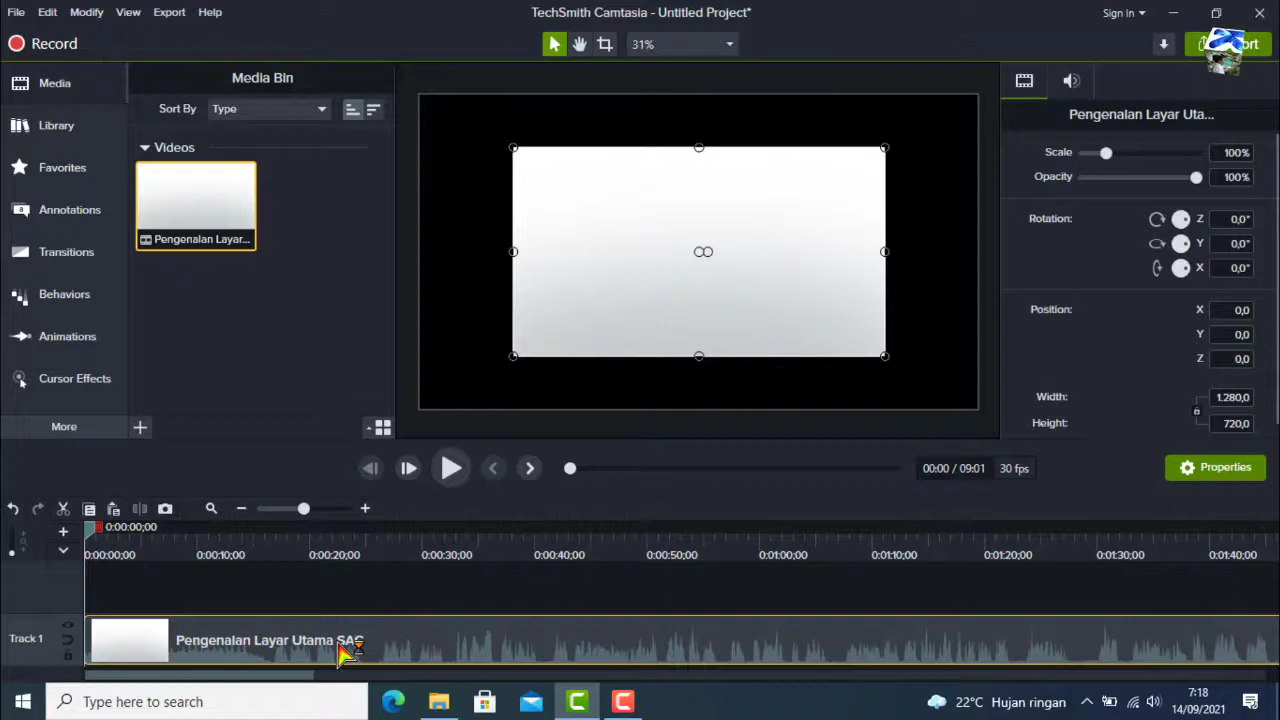 File Edit Modify View Export Help
TechSmith Camtasia - Untitled Project*
Sign In
Record
31%
Media
Library
Favorites
Annotations
Transitions
Behaviors
Animations
Cursor Effects
More
Media Bin
Sort By Type
Videos
Pengenalan Layar...
Pengenalan Layar Uta...
Scale 100%
Opacity 100%
Rotation: Z 0,0°
Y 0,0°
X 0,0°
Position: X 0,0
Y 0,0
Z 0,0
Width: 1.280,0
Height: 720,0
00:00 / 09:01 30 fps
Properties
0:00:00;00
0:00:00;00 0:00:10;00 0:00:20;00 0:00:30;00 0:00:40;00 0:00:50;00 0:01:00;00 0:01:10;00 0:01:20;00 0:01:30;00 0:01:40;00
Track 1
Pengenalan Layar Utama SAC
Type here to search
22°C Hujan ringan
7:18
14/09/2021